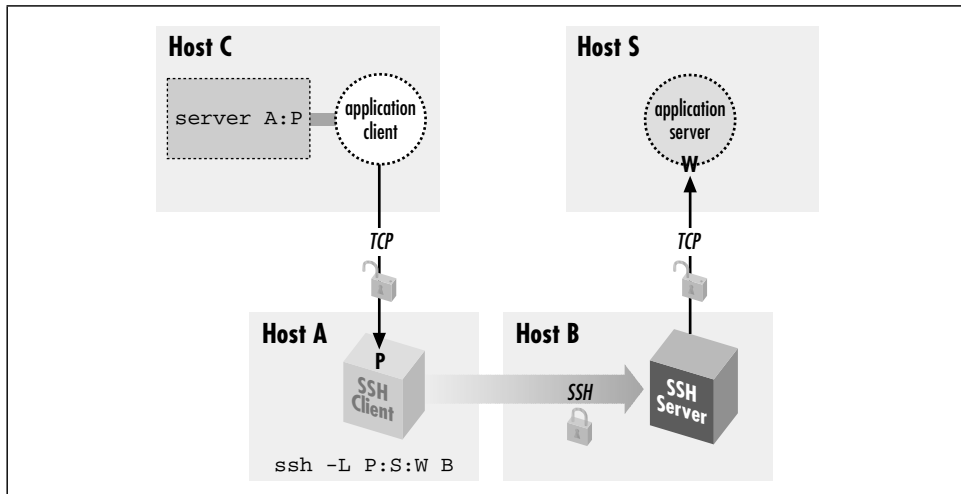 Host C
server A:P
application
client
Host S
application
server
W
TCP
TCP
Host A
P
SSH
Client
ssh -L P:S:W B
Host B
SSH
SSH
Server